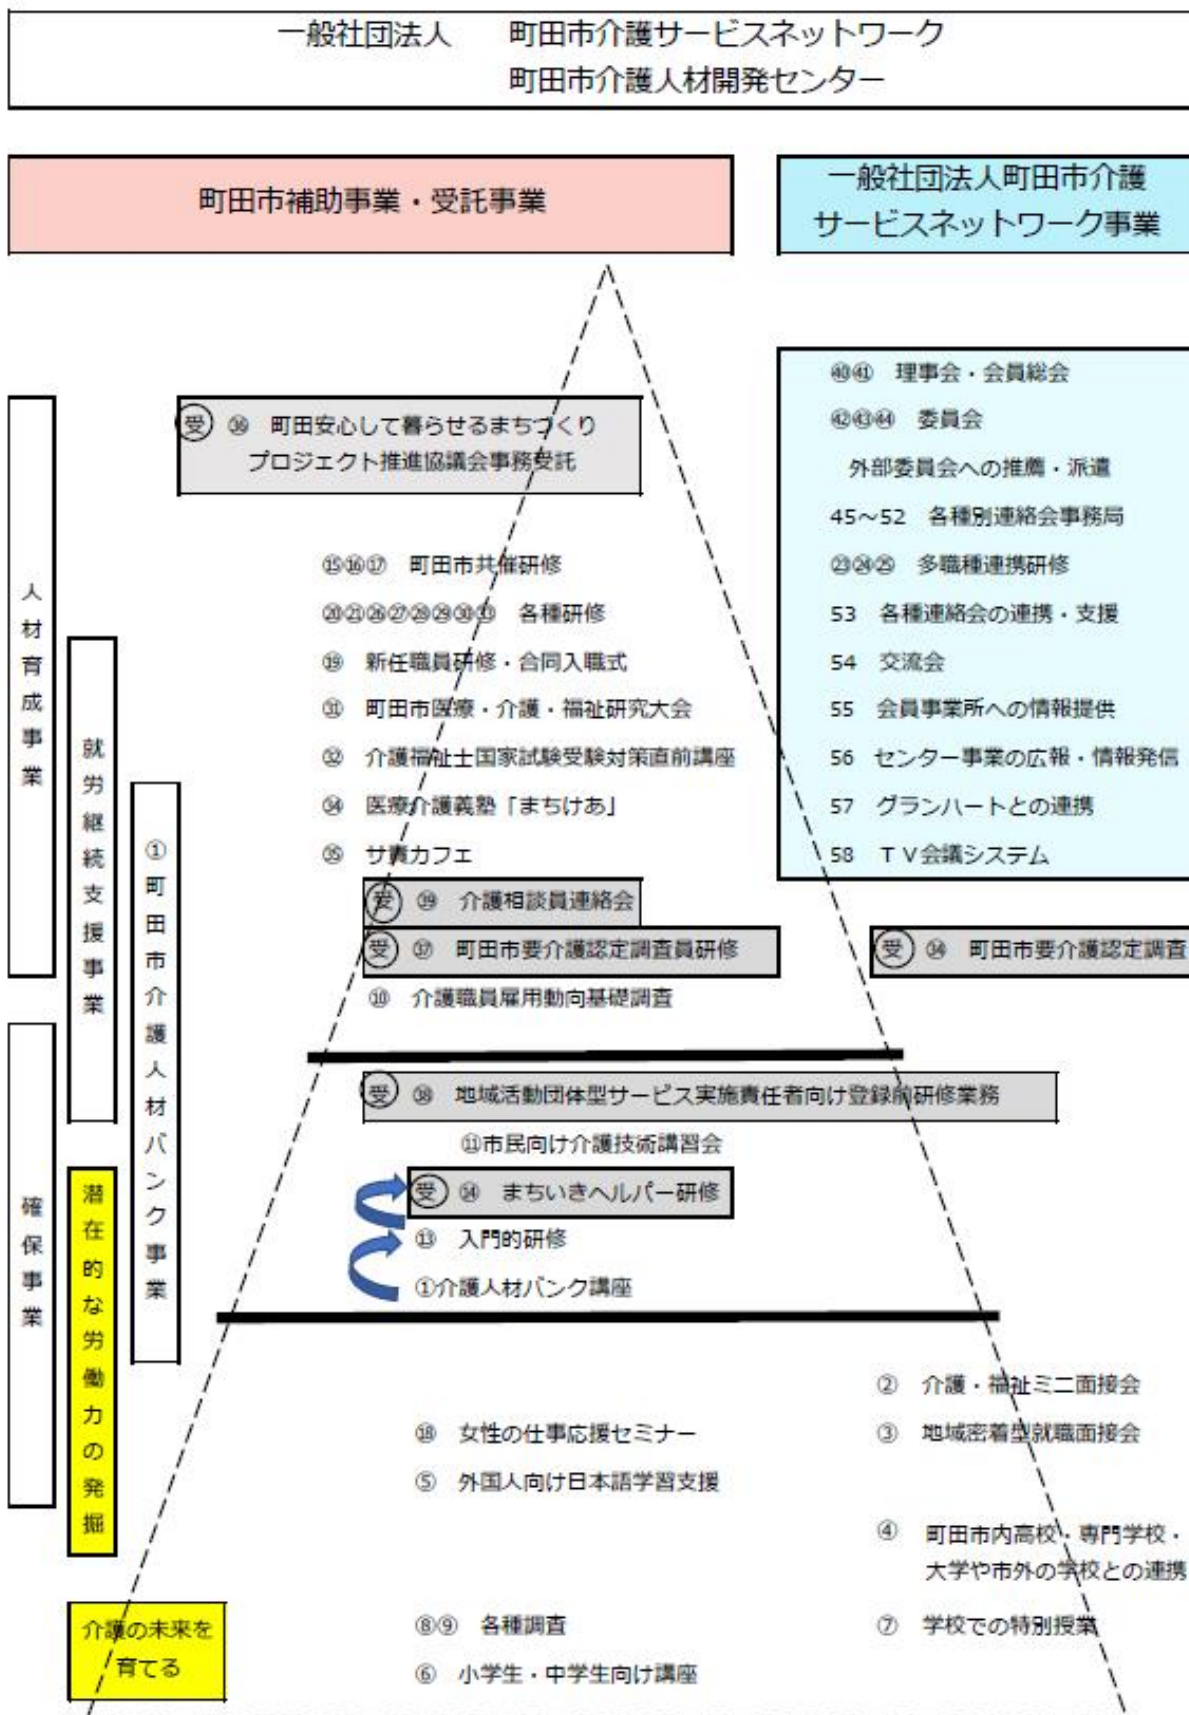 一般社団法人 町田市介護サービスネットワーク
町田市介護人材開発センター
町田市補助事業・受託事業
一般社団法人町田市介護
サービスネットワーク事業
㊵㊶ 理事会・会員総会
㊷㊸㊹ 委員会
外部委員会への推薦・派遣
45～52 各種別連絡会事務局
㉓㉔㉕ 多職種連携研修
53 各種連絡会の連携・支援
54 交流会
55 会員事業所への情報提供
56 センター事業の広報・情報発信
57 グランハートとの連携
58 ＴＶ会議システム
人材育成事業
就労継続支援事業
①町田市介護人材バンク事業
確保事業
潜在的な労働力の発掘
介護の未来を
育てる
受 ㊱ 町田安心して暮らせるまちづくり
プロジェクト推進協議会事務受託
⑮⑯⑰ 町田市共催研修
⑳㉑㉖㉗㉘㉙㉚㉝ 各種研修
⑲ 新任職員研修・合同入職式
㉛ 町田市医療・介護・福祉研究大会
㉜ 介護福祉士国家試験受験対策直前講座
㉞ 医療介護義塾「まちけあ」
㉟ サ責カフェ
受 ㊴ 介護相談員連絡会
受 ㊲ 町田市要介護認定調査員研修
受 ⑭ 町田市要介護認定調査
⑩ 介護職員雇用動向基礎調査
受 ㊳ 地域活動団体型サービス実施責任者向け登録前研修業務
⑪市民向け介護技術講習会
受 ⑭ まちいきヘルパー研修
⑬ 入門的研修
①介護人材バンク講座
② 介護・福祉ミニ面接会
⑱ 女性の仕事応援セミナー
③ 地域密着型就職面接会
⑤ 外国人向け日本語学習支援
④ 町田市内高校・専門学校・
大学や市外の学校との連携
⑧⑨ 各種調査
⑦ 学校での特別授業
⑥ 小学生・中学生向け講座